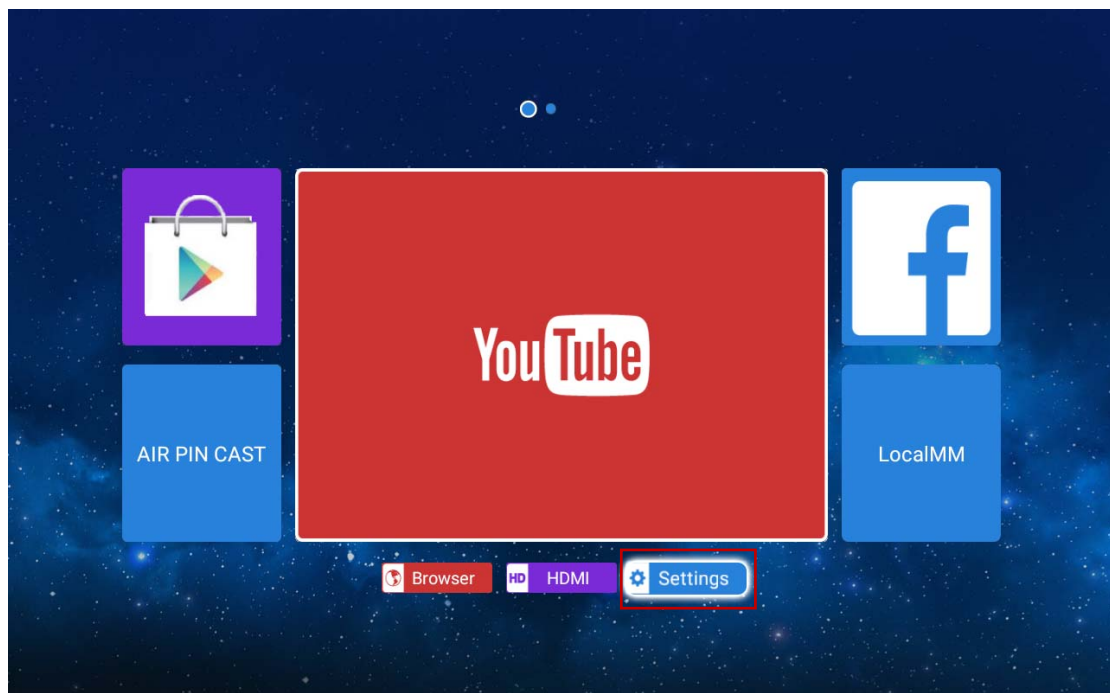 YouTube
AIR PIN CAST
LocalMM
Browser
HD HDMI
Settings